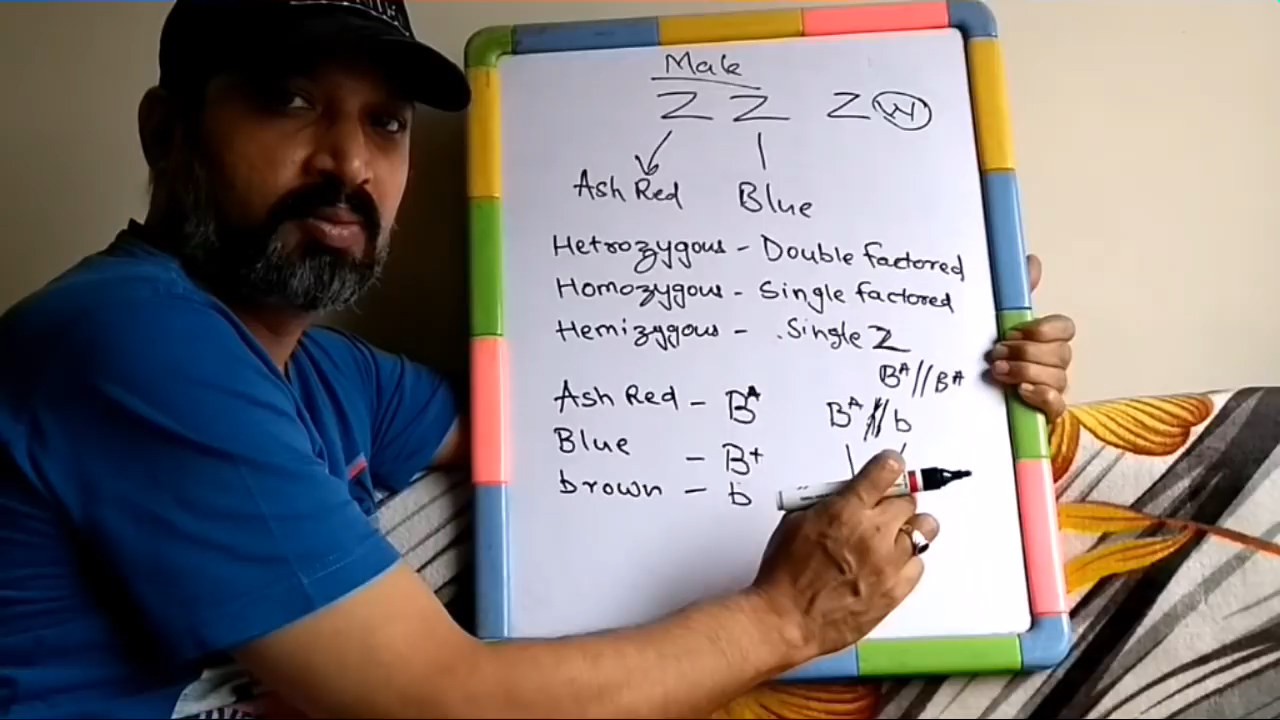 Male
Z Z Z W
Ash Red Blue
Hetrozygous - Double factored
Homozygous - Single factored
Hemizygous - Single Z
B^A // B^A
Ash Red - B^A B^A // b
Blue - B+
brown - b